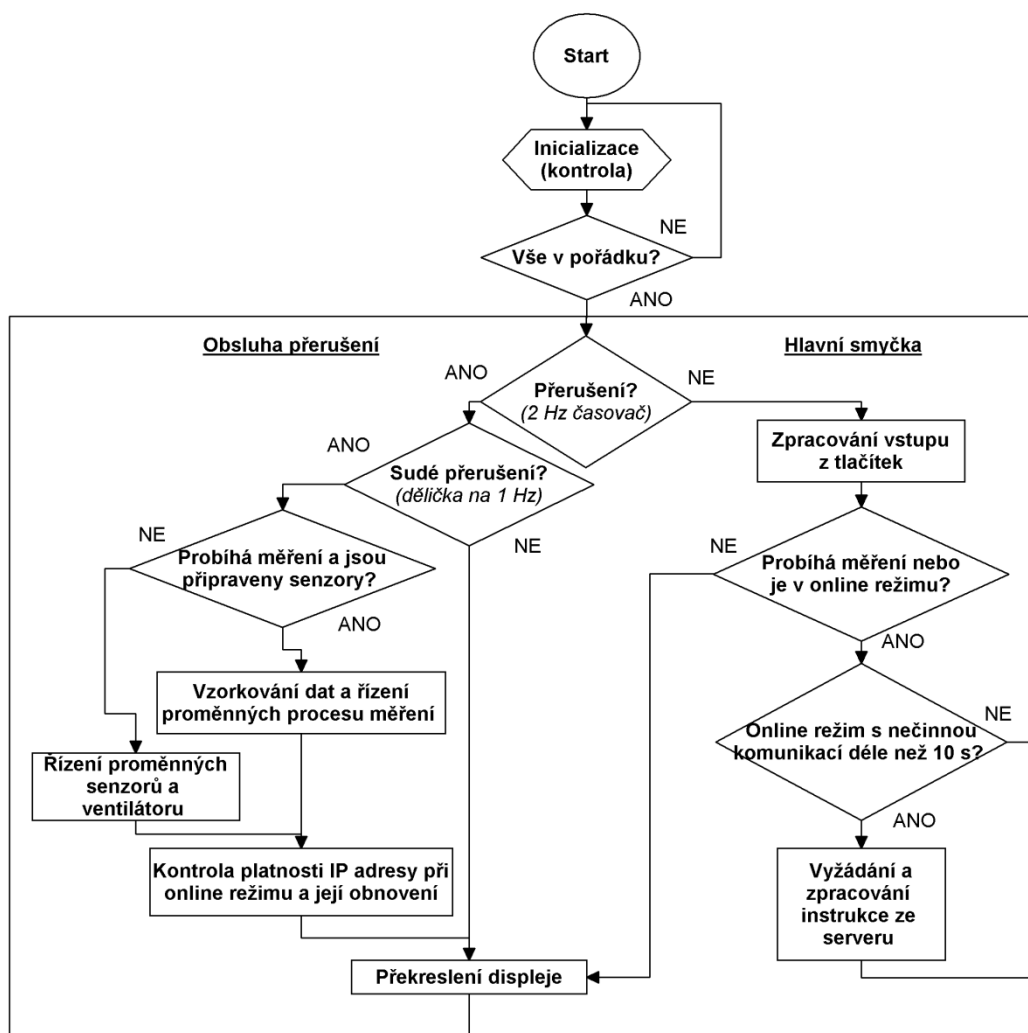 Start
Inicializace
(kontrola)
NE
Vše v pořádku?
ANO
Obsluha přerušení
Hlavní smyčka
ANO
Přerušení?
(2 Hz časovač)
NE
ANO
Sudé přerušení?
(dělička na 1 Hz)
Zpracování vstupu
z tlačítek
NE
Probíhá měření a jsou
připraveny senzory?
NE
NE
Probíhá měření nebo
je v online režimu?
ANO
ANO
Vzorkování dat a řízení
proměnných procesu měření
Online režim s nečinnou
komunikací déle než 10 s?
NE
Řízení proměnných
senzorů a
ventilátoru
ANO
Kontrola platnosti IP adresy při
online režimu a její obnovení
Vyžádání a
zpracování
instrukce ze
serveru
Překreslení displeje